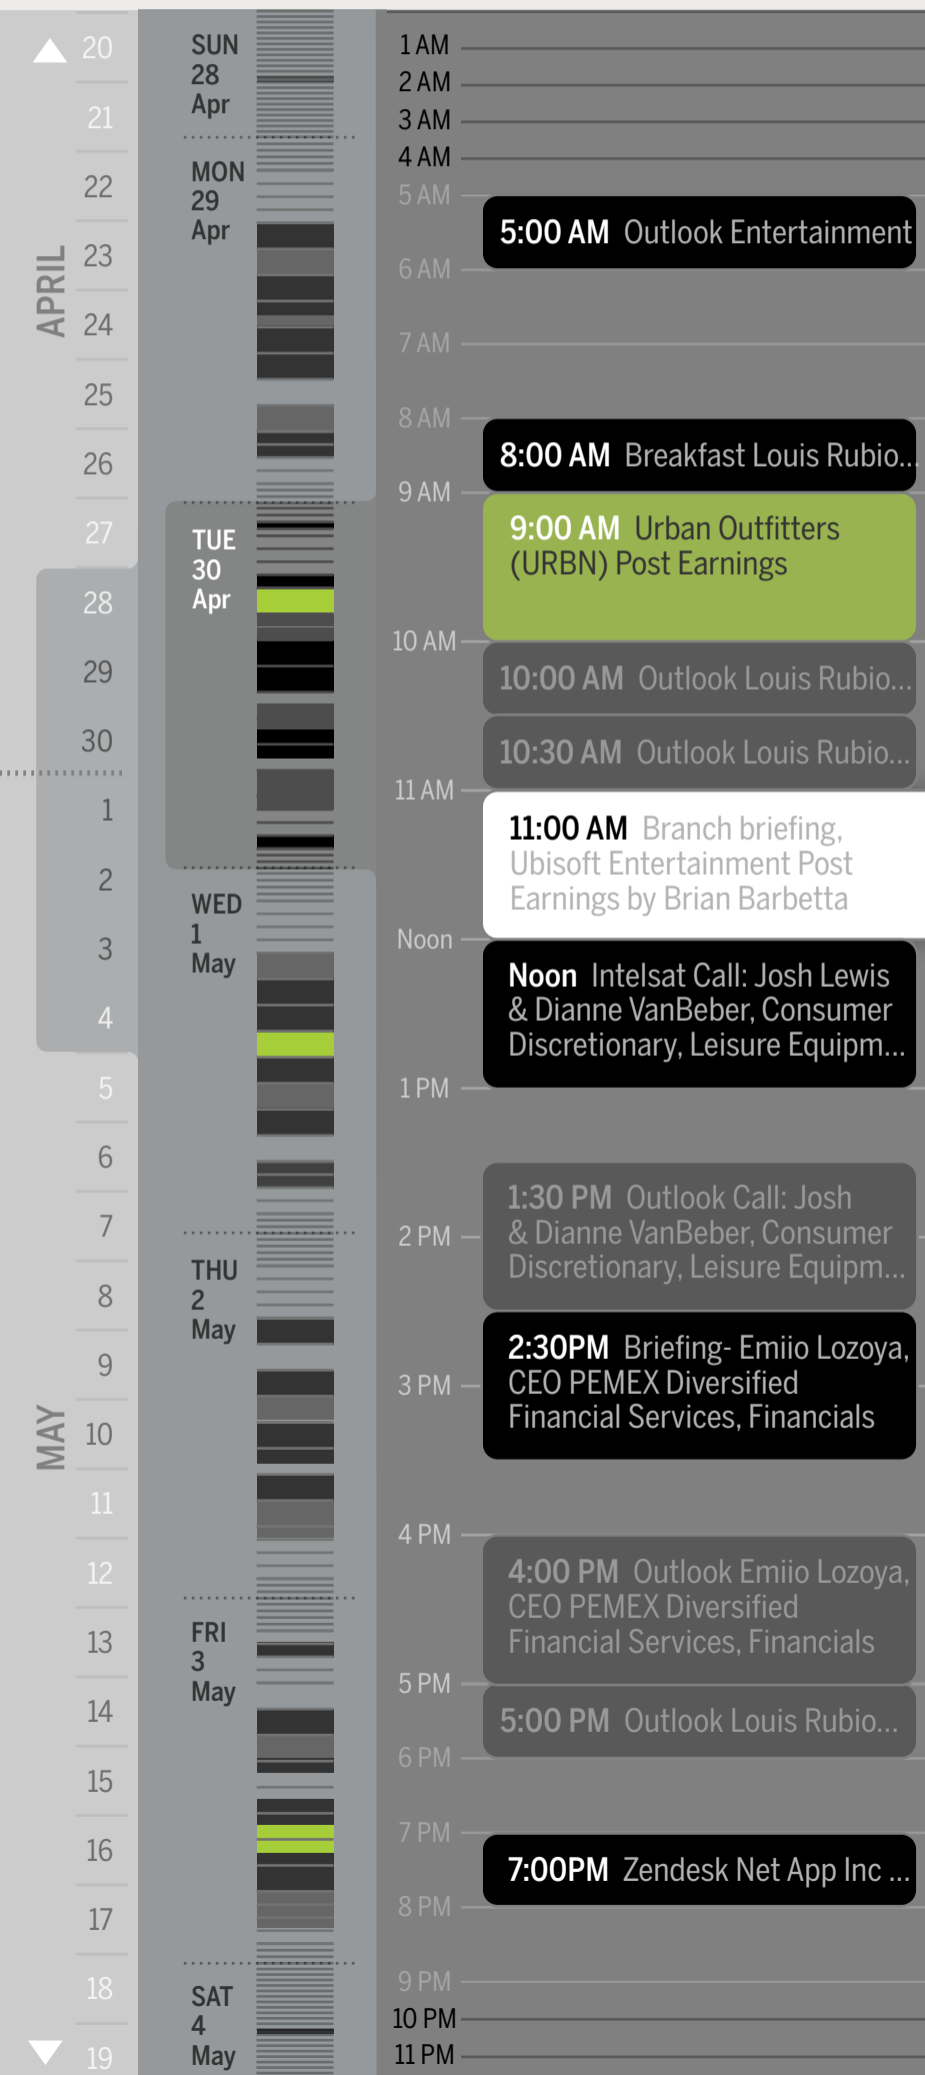 APRIL
20
21
22
23
24
25
26
27
28
29
30
MAY
1
2
3
4
5
6
7
8
9
10
11
12
13
14
15
16
17
18
19
SUN
28
Apr
MON
29
Apr
TUE
30
Apr
WED
1
May
THU
2
May
FRI
3
May
SAT
4
May
1 AM
2 AM
3 AM
4 AM
5 AM
5:00 AM Outlook Entertainment
6 AM
7 AM
8 AM
8:00 AM Breakfast Louis Rubio...
9 AM
9:00 AM Urban Outfitters
(URBN) Post Earnings
10 AM
10:00 AM Outlook Louis Rubio...
10:30 AM Outlook Louis Rubio...
11 AM
11:00 AM Branch briefing,
Ubisoft Entertainment Post
Earnings by Brian Barbetta
Noon
Noon Intelsat Call: Josh Lewis
& Dianne VanBeber, Consumer
Discretionary, Leisure Equipm...
1 PM
1:30 PM Outlook Call: Josh
2 PM
& Dianne VanBeber, Consumer
Discretionary, Leisure Equipm...
2:30PM Briefing- Emiio Lozoya,
3 PM
CEO PEMEX Diversified
Financial Services, Financials
4 PM
4:00 PM Outlook Emiio Lozoya,
CEO PEMEX Diversified
Financial Services, Financials
5 PM
5:00 PM Outlook Louis Rubio...
6 PM
7 PM
7:00PM Zendesk Net App Inc ...
8 PM
9 PM
10 PM
11 PM